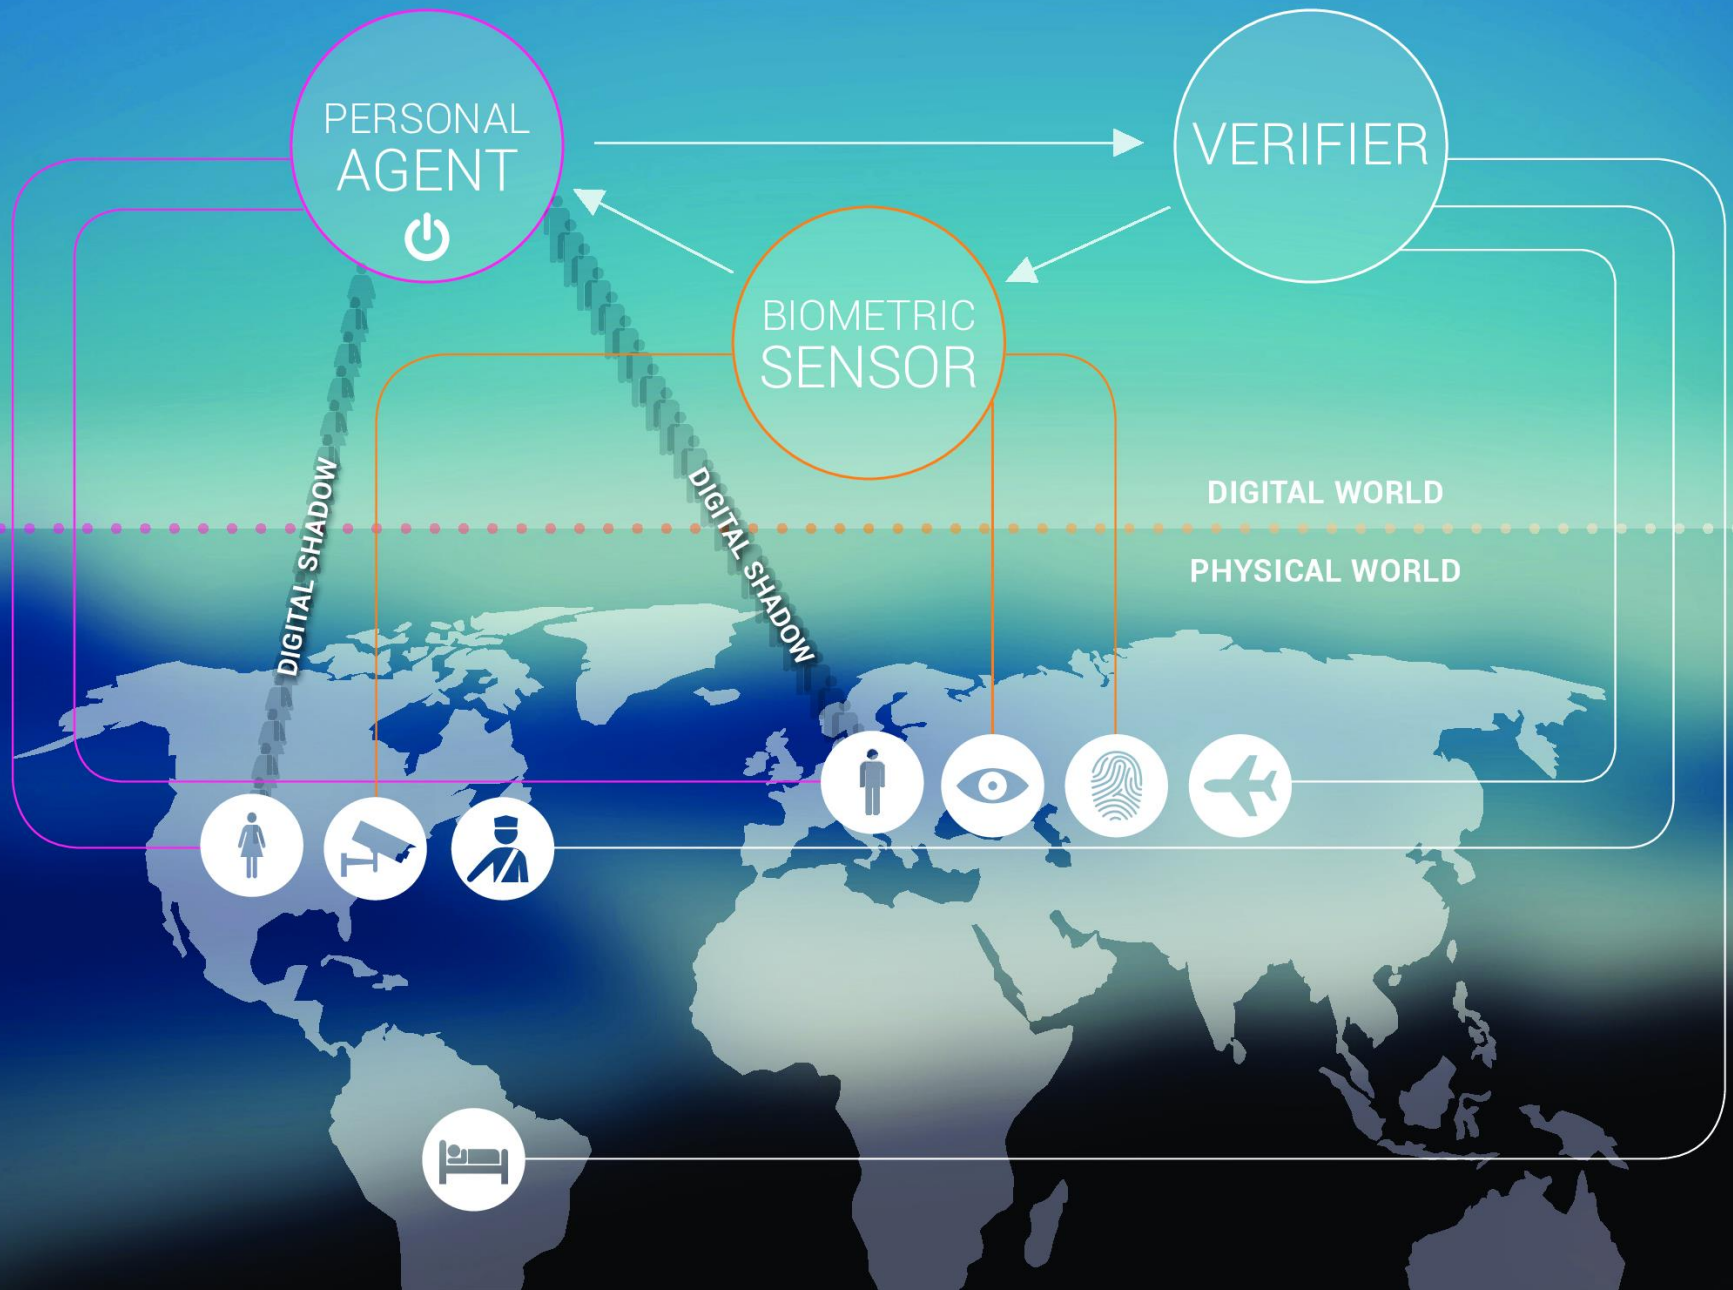 PERSONAL
AGENT
VERIFIER
BIOMETRIC
SENSOR
DIGITAL SHADOW
DIGITAL SHADOW
DIGITAL WORLD
PHYSICAL WORLD